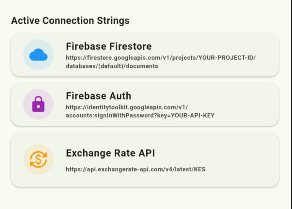 Active Connection Strings
Firebase Firestore
https://firestore.googleapis.com/v1/projects/YOUR-PROJECT-ID/
databases/(default)/documents
Firebase Auth
https://identitytoolkit.googleapis.com/v1/
accounts:signInWithPassword?key=YOUR-API-KEY
Exchange Rate API
https://api.exchangerate-api.com/v4/latest/KES